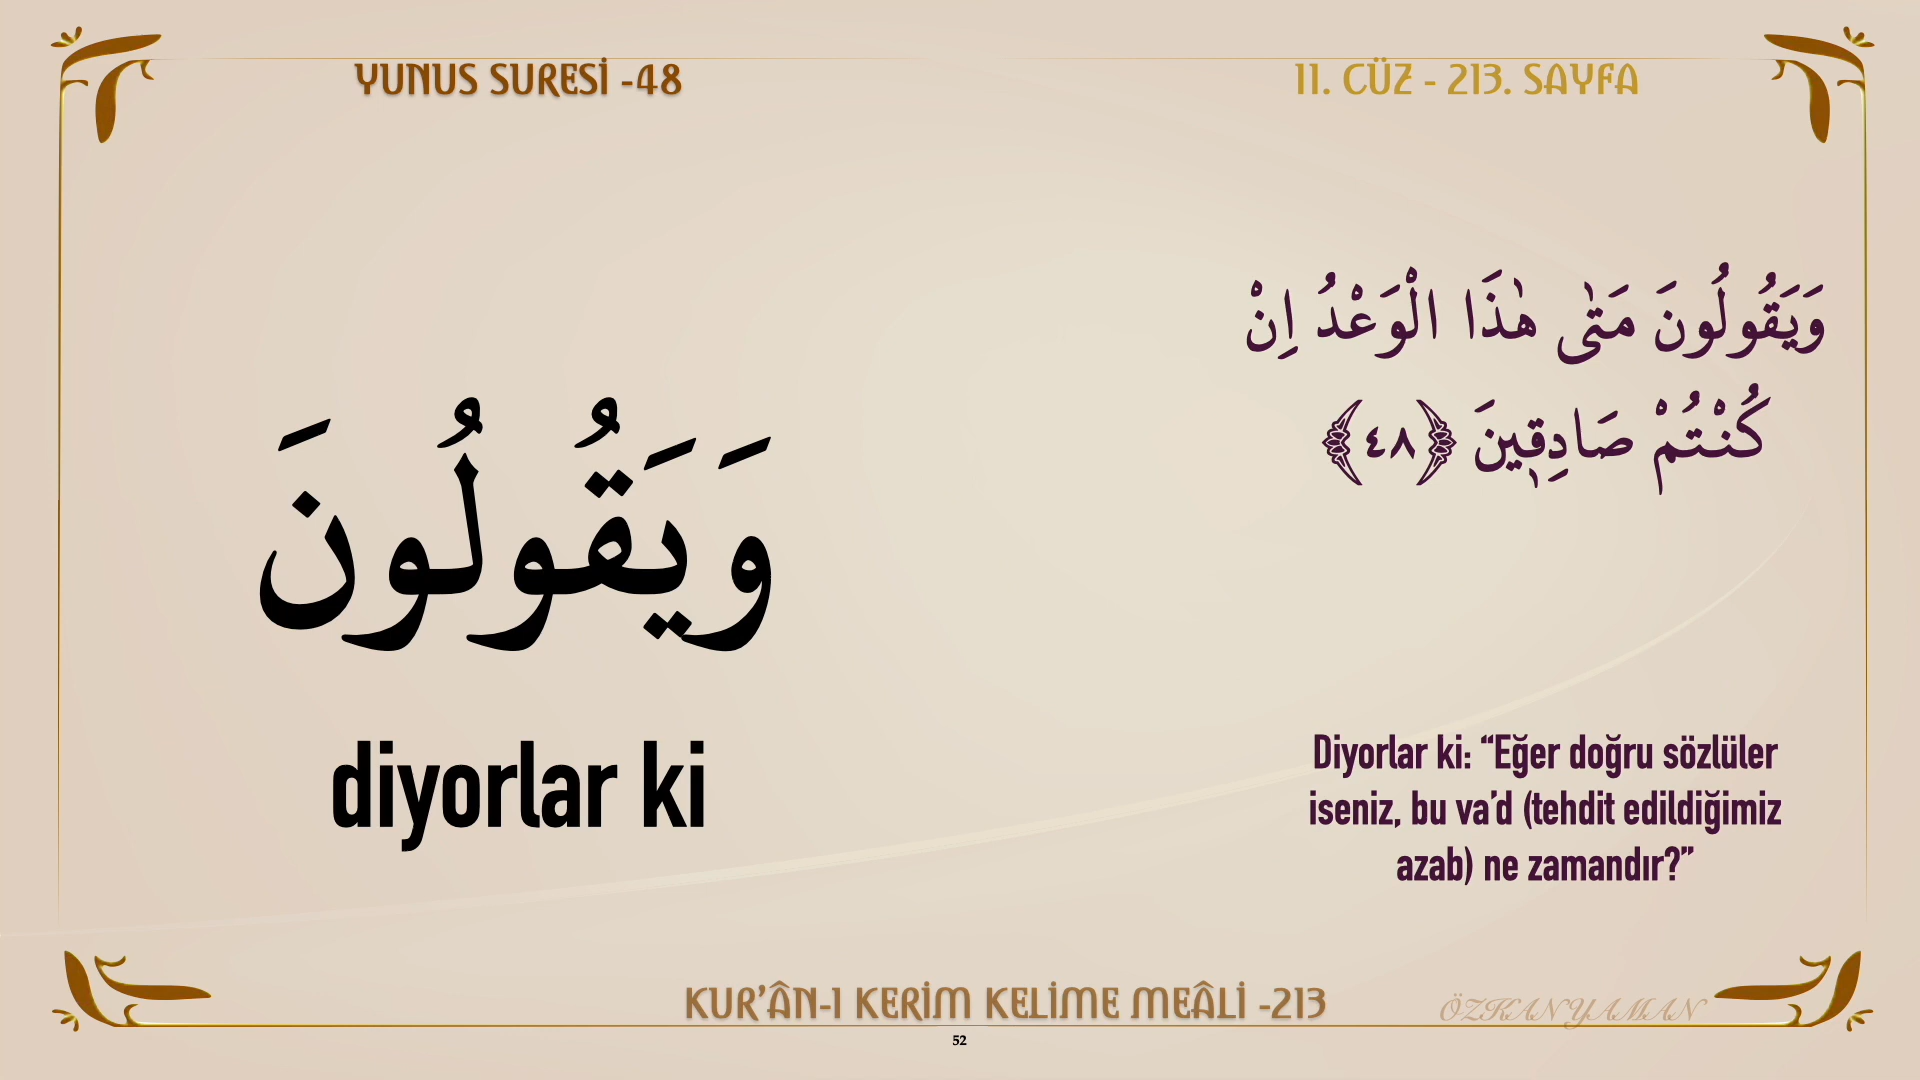 YUNUS SURESİ -48
11. CÜZ - 213. SAYFA
وَيَقُولُونَ مَتٰى هٰذَا الْوَعْدُ اِنْ
كُنْتُمْ صَادِقٖينَ ﴿٤٨﴾
وَيَقُولُونَ
diyorlar ki
Diyorlar ki: “Eğer doğru sözlüler
iseniz, bu va’d (tehdit edildiğimiz
azab) ne zamandır?”
KUR’ÂN-I KERİM KELİME MEÂLİ -213
ÖZKAN YAMAN
52